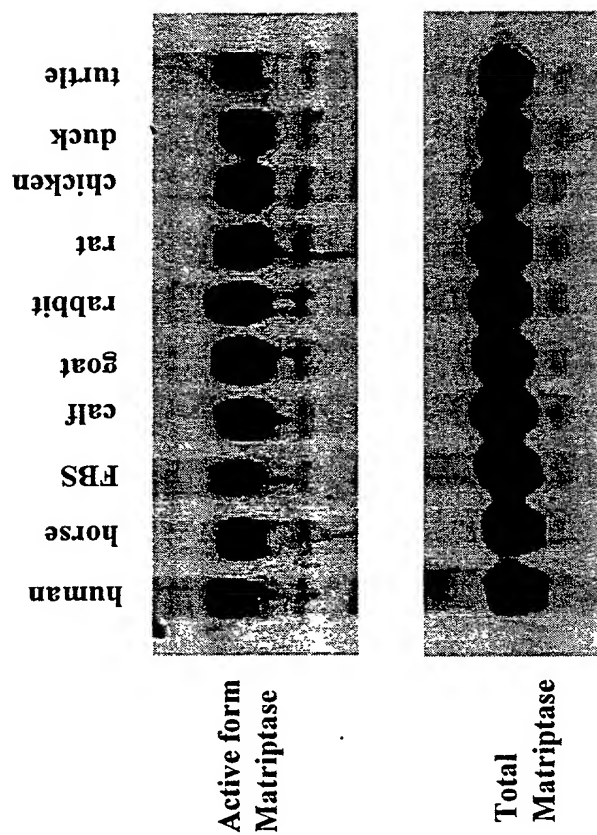 human
horse
FBS
calf
goat
rabbit
rat
chicken
duck
turtle
Active form
Matriptase
Total
Matriptase